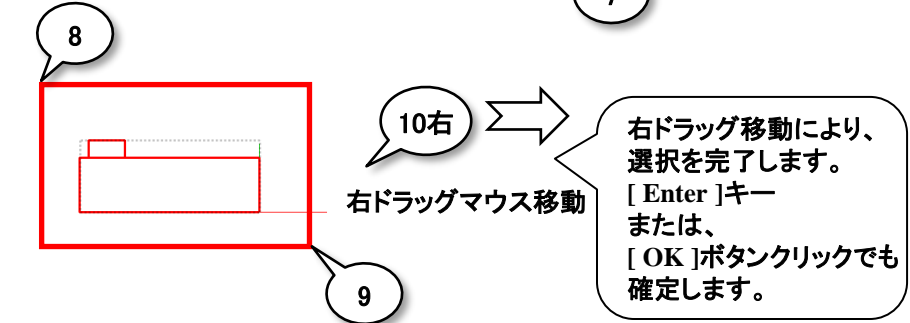 8
10右
右ドラッグマウス移動
9
右ドラッグ移動により、
選択を完了します。
[ Enter ]キー
または、
[ OK ]ボタンクリックでも
確定します。